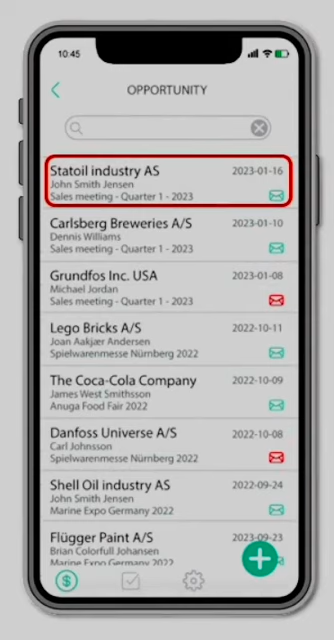 10:45
OPPORTUNITY
Statoil industry AS 2023-01-16
John Smith Jensen
Sales meeting - Quarter 1 - 2023
Carlsberg Breweries A/S 2023-01-10
Dennis Williams
Sales meeting - Quarter 1 - 2023
Grundfos Inc. USA 2023-01-08
Michael Jordan
Sales meeting - Quarter 1 - 2023
Lego Bricks A/S 2022-10-11
Joan Aakjær Andersen
Spielwarenmesse Nürnberg 2022
The Coca-Cola Company 2022-10-09
James West Smithsson
Anuga Food Fair 2022
Danfoss Universe A/S 2022-10-08
Carl Johnsson
Spielwarenmesse Nürnberg 2022
Shell Oil industry AS 2022-09-24
John Smith Jensen
Marine Expo Germany 2022
Flügger Paint A/S 2023-09-23
Brian Colorfull Johansen
Marine Expo Germany 2022
$